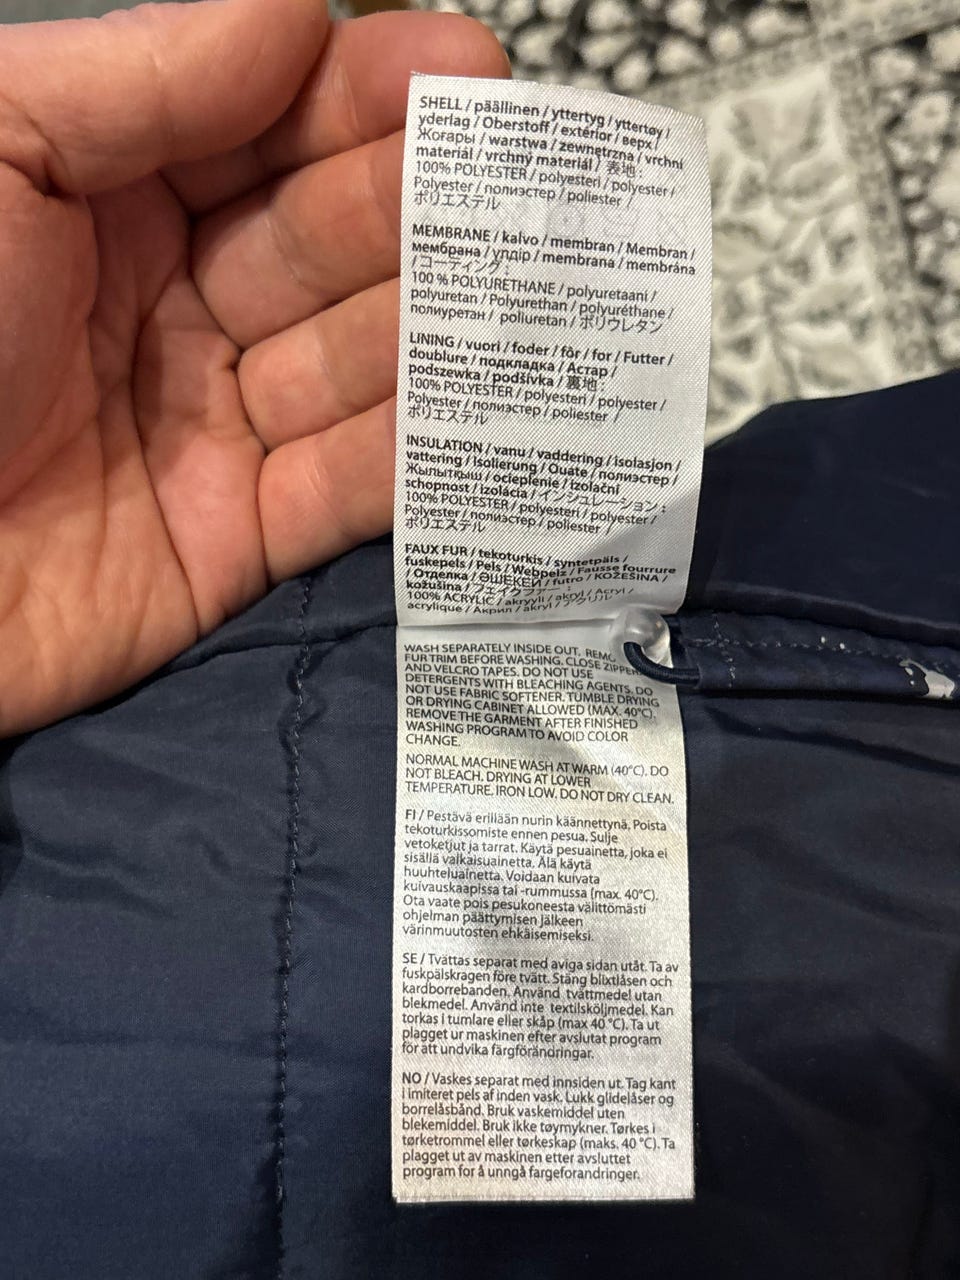 SHELL / päällinen / yttertyg / yttertøy /
yderlag / Oberstoff / extérior / верх /
Жоғары / warstwa / zewnętrzna / vrchni
materiál / vrchný materiál / 表地 :
100% POLYESTER / polyesteri / polyester /
Polyester / полиэстер / poliester /
ポリエステル
MEMBRANE / kalvo / membran / Membran /
мембрана / үлдір / membrana / membrána
/ コーティング :
100 % POLYURETHANE / polyuretaani /
polyuretan / Polyurethan / polyuréthane /
полиуретан / poliuretan / ポリウレタン
LINING / vuori / foder / fôr / for / Futter /
doublure / подкладка / Астар /
podszewka / podšívka / 裏地 :
100% POLYESTER / polyesteri / polyester /
Polyester / полиэстер / poliester /
ポリエステル
INSULATION / vanu / vaddering / isolasjon /
vattering / Isolierung / Ouate / полиэстер /
Жылытқыш / ocieplenie / izolační
schopnost / izolácia / インシュレーション :
100% POLYESTER / polyesteri / polyester /
Polyester / полиэстер / poliester /
ポリエステル
FAUX FUR / tekoturkis / syntetpäls /
fuskepels / Pels / Webpelz / Fausse fourrure
/ Отделка / ӨШЕКЕЙ / futro / KOŽEŠINA /
kožušina / フェイクファー :
100% ACRYLIC / akryyli / akryl / Acryl /
acrylique / Акрил / akryl / アクリル
WASH SEPARATELY INSIDE OUT. REMO
FUR TRIM BEFORE WASHING. CLOSE ZIPPER
AND VELCRO TAPES. DO NOT USE
DETERGENTS WITH BLEACHING AGENTS. DO
NOT USE FABRIC SOFTENER. TUMBLE DRYING
OR DRYING CABINET ALLOWED (MAX. 40°C).
REMOVE THE GARMENT AFTER FINISHED
WASHING PROGRAM TO AVOID COLOR
CHANGE.
NORMAL MACHINE WASH AT WARM (40°C). DO
NOT BLEACH. DRYING AT LOWER
TEMPERATURE. IRON LOW. DO NOT DRY CLEAN.
FI / Pestävä erillään nurin käännettynä. Poista
tekoturkissomiste ennen pesua. Sulje
vetoketjut ja tarrat. Käytä pesuainetta, joka ei
sisällä valkaisuainetta. Älä käytä
huuhteluainetta. Voidaan kuivata
kuivauskaapissa tai -rummussa (max. 40°C).
Ota vaate pois pesukoneesta välittömästi
ohjelman päättymisen jälkeen
värinmuutosten ehkäisemiseksi.
SE / Tvättas separat med aviga sidan utåt. Ta av
fuskpälskragen före tvätt. Stäng blixtlåsen och
kardborrebanden. Använd tvättmedel utan
blekmedel. Använd inte textilsköljmedel. Kan
torkas i tumlare eller skåp (max 40 °C). Ta ut
plagget ur maskinen efter avslutat program
för att undvika färgförändringar.
NO / Vaskes separat med innsiden ut. Tag kant
i imiteret pels af inden vask. Lukk glidelåser og
borrelåsbånd. Bruk vaskemiddel uten
blekemiddel. Bruk ikke tøymykner. Tørkes i
tørketrommel eller tørkeskap (maks. 40 °C). Ta
plagget ut av maskinen etter avsluttet
program for å unngå fargeforandringer.